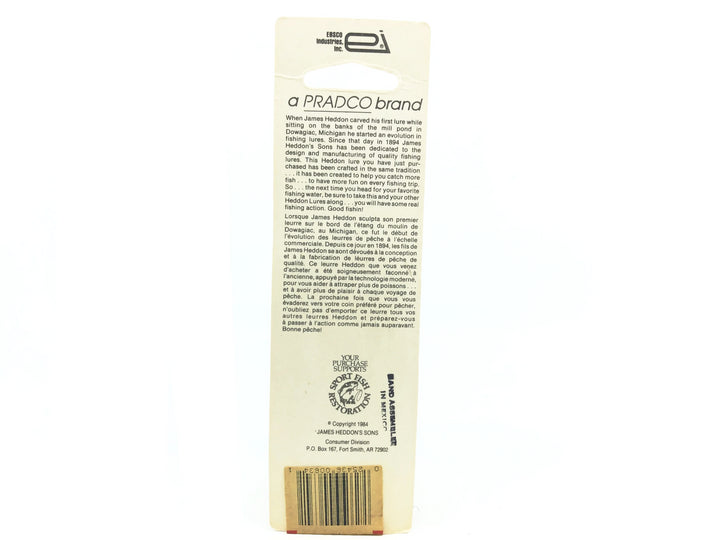 EBSCO
Industries,
Inc.
ei®
a PRADCO brand
When James Heddon carved his first lure while
sitting on the banks of the mill pond in
Dowagiac, Michigan he started an evolution in
fishing lures. Since that day in 1894 James
Heddon's Sons has been dedicated to the
design and manufacturing of quality fishing
lures. This Heddon lure you have just pur-
chased has been crafted in the same tradition
. . . it has been created to help you catch more
fish . . . to have more fun on every fishing trip.
So . . . the next time you head for your favorite
fishing water, be sure to take this and your other
Heddon Lures along . . . you will have some real
fishing action. Good fishin!
Lorsque James Heddon sculpta son premier
leurre sur le bord de l'étang du moulin de
Dowagiac, au Michigan, ce fut le début de
l'évolution des léurres de pêche à l'échelle
commerciale. Depuis ce jour en 1894, les fils de
James Heddon se sont dévoués à la conception
et à la fabrication de léurres de pêche de
qualité. Ce leurre Heddon que vous venez
d'acheter a été soigneusement faconné à
l'ancienne, appuyé par la technologie moderne,
pour vous aider à attraper plus de poissons . . .
et à avoir plus de plaisir à chaque voyage de
pêche. La prochaine fois que vous vous
évaderez vers votre coin préféré pour pêcher,
n'oubliez pas d'emporter ce leurre tous vos
autres leurres Heddon et préparez-vous
à passer à l'action comme jamais auparavant.
Bonne pêche!
YOUR
PURCHASE
SUPPORTS
SPORT FISH
RESTORATION
HAND ASSEMBLED
IN MEXICO
© Copyright 1984
JAMES HEDDON'S SONS
Consumer Division
P.O. Box 167, Fort Smith, AR 72902
0 25436 00634 1